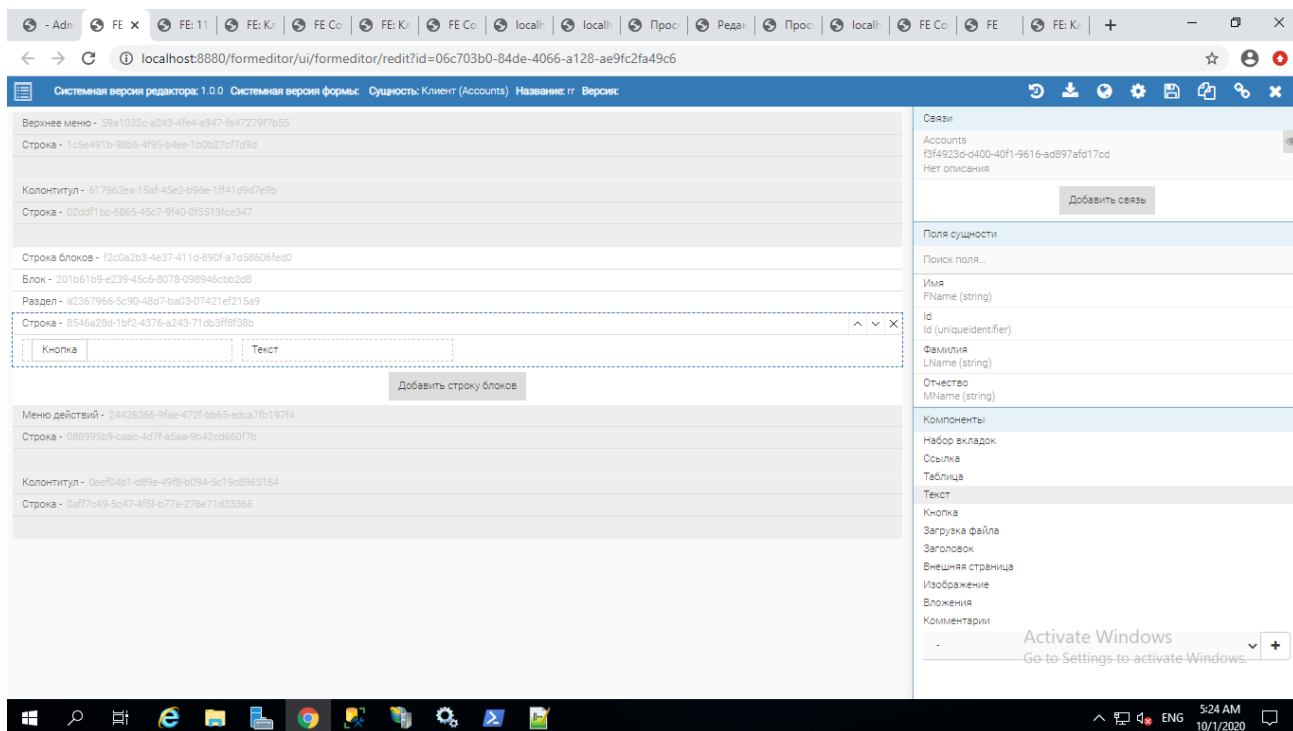 - Adm FE FE: 11 FE: Кл FE Co FE: Кл FE Co localh localh Прос Редак Прос localh FE Co FE FE: Кл
localhost:8880/formeditor/ui/formeditor/redit?id=06c703b0-84de-4066-a128-ae9fc2fa49c6
Системная версия редактора: 1.0.0 Системная версия формы: Сущность: Клиент (Accounts) Название: rr Версия:
Верхнее меню - 59a1032c-a243-4fe4-a947-fa47279f7b55
Строка - 1c5e491b-98b6-4f95-b4ee-1b0b27cf7d9d
Колонтитул - 617962ea-15af-45e2-b96e-1ff41d9d7e9b
Строка - 02ddf1bc-6865-45c7-9f40-0f5519fce347
Строка блоков - f2c0a2b3-4e37-411d-890f-a7d58606fed0
Блок - 201b61b9-e239-45c6-8078-098946cbb2d8
Раздел - a2367966-5c90-48d7-ba03-07421ef215a9
Строка - 8546a28d-1bf2-4376-a243-71db3ff8f38b
Кнопка Текст
Добавить строку блоков
Меню действий - 24426366-9fae-472f-bb65-edca7fb197f4
Строка - 088995b9-caac-4d7f-a5aa-9b42cd660f7b
Колонтитул - 0aef04b1-d89e-49f8-b094-5c19c8965164
Строка - 0aff7c49-5c47-4f5f-b77a-276e71d33366
Связи
Accounts
f3f4923d-d400-40f1-9616-ad897afd17cd
Нет описания
Добавить связь
Поля сущности
Поиск поля...
Имя
FName (string)
Id
Id (uniqueidentifier)
Фамилия
LName (string)
Отчество
MName (string)
Компоненты
Набор вкладок
Ссылка
Таблица
Текст
Кнопка
Загрузка файла
Заголовок
Внешняя страница
Изображение
Вложения
Комментарии
-
Activate Windows
Go to Settings to activate Windows.
ENG
5:24 AM
10/1/2020